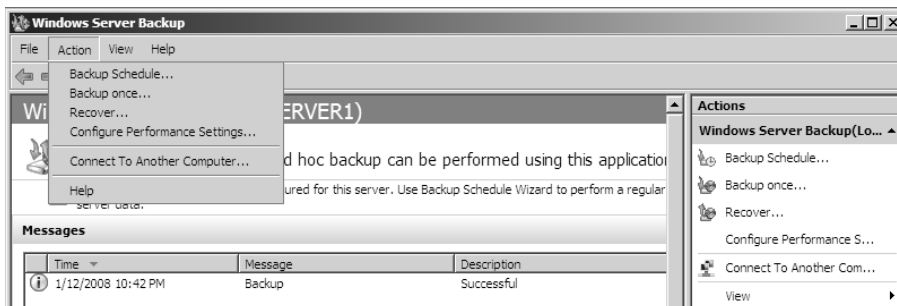 Windows Server Backup
File Action View Help
Backup Schedule...
Backup once...
Recover...
Configure Performance Settings...
Connect To Another Computer...
Help
ERVER1)
d hoc backup can be performed using this application
ured for this server. Use Backup Schedule Wizard to perform a regular
server data.
Messages
Time Message Description
1/12/2008 10:42 PM Backup Successful
Actions
Windows Server Backup(Lo...
Backup Schedule...
Backup once...
Recover...
Configure Performance S...
Connect To Another Com...
View